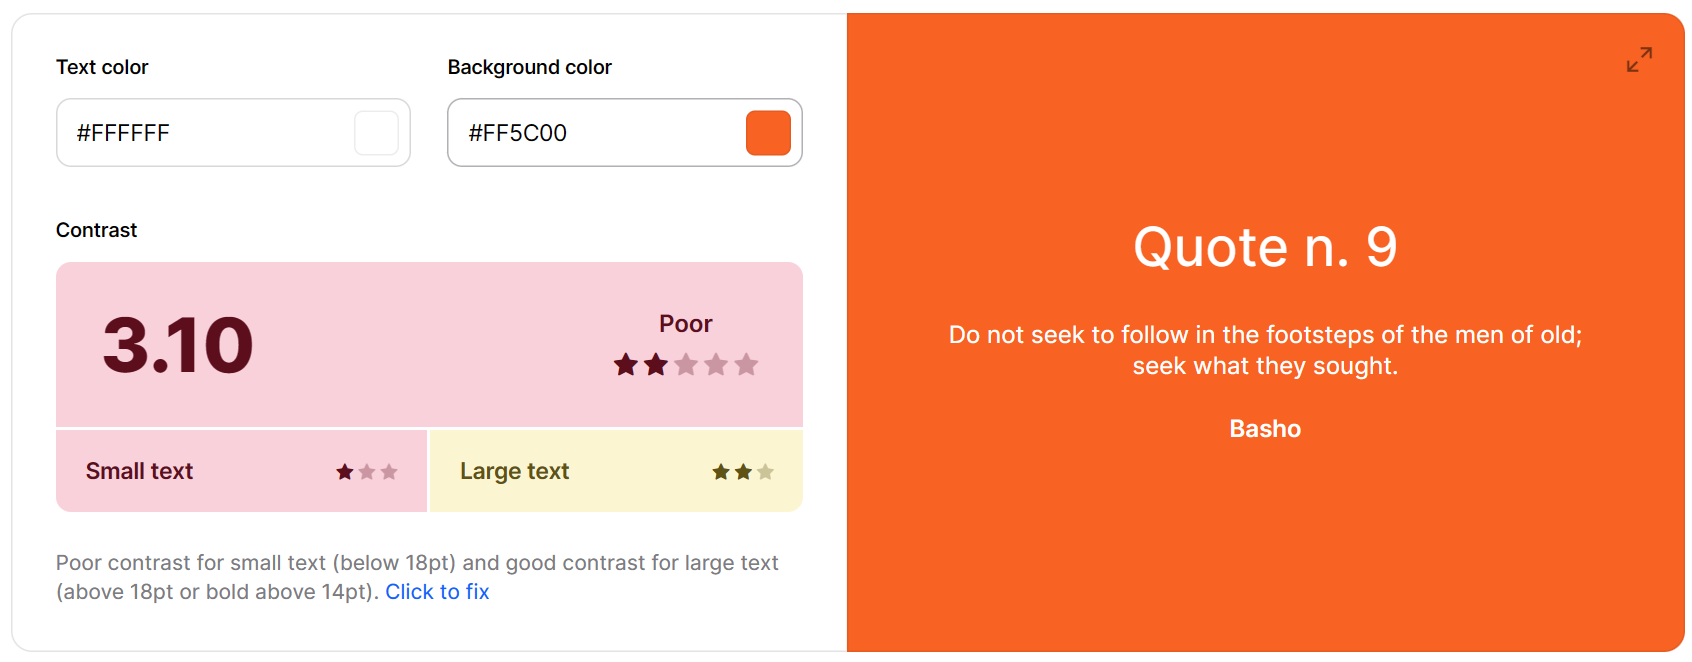 Text color
#FFFFFF
Background color
#FF5C00
Contrast
3.10
Poor
Small text
Large text
Poor contrast for small text (below 18pt) and good contrast for large text
(above 18pt or bold above 14pt). Click to fix
Quote n. 9
Do not seek to follow in the footsteps of the men of old;
seek what they sought.
Basho